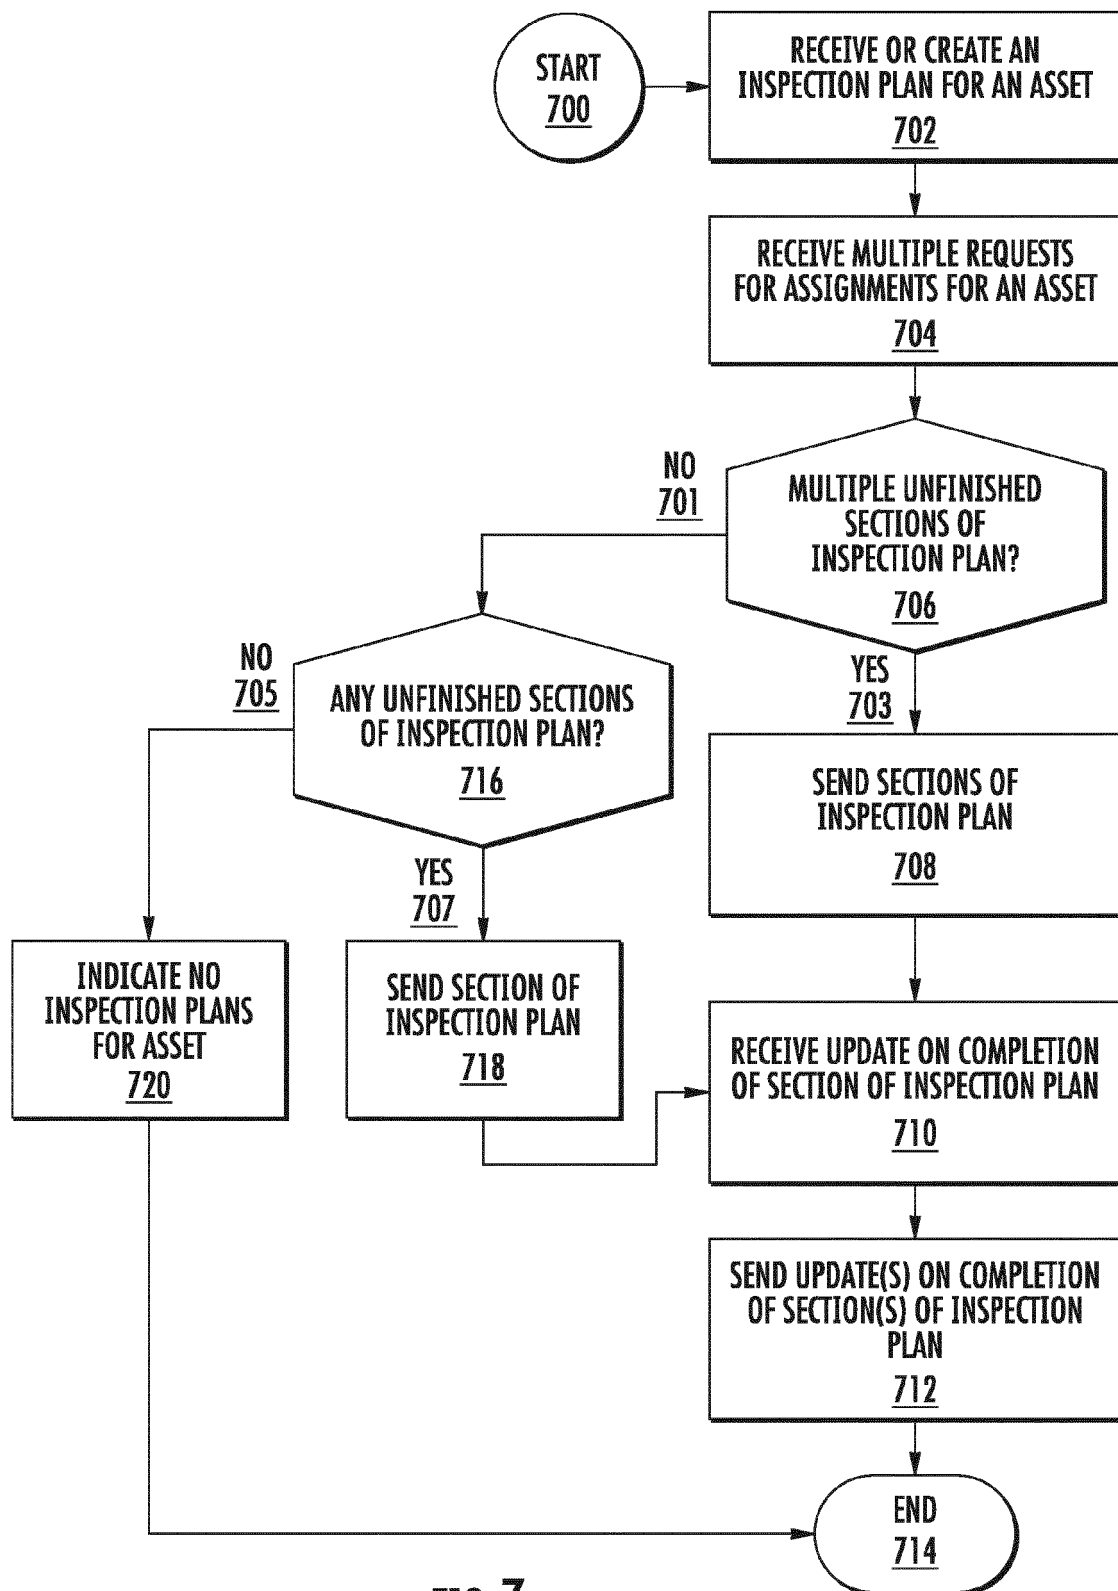 START
700
RECEIVE OR CREATE AN
INSPECTION PLAN FOR AN ASSET
702
RECEIVE MULTIPLE REQUESTS
FOR ASSIGNMENTS FOR AN ASSET
704
NO
701
MULTIPLE UNFINISHED
SECTIONS OF
INSPECTION PLAN?
706
NO
705
ANY UNFINISHED SECTIONS
OF INSPECTION PLAN?
716
YES
703
SEND SECTIONS OF
INSPECTION PLAN
708
YES
707
INDICATE NO
INSPECTION PLANS
FOR ASSET
720
SEND SECTION OF
INSPECTION PLAN
718
RECEIVE UPDATE ON COMPLETION
OF SECTION OF INSPECTION PLAN
710
SEND UPDATE(S) ON COMPLETION
OF SECTION(S) OF INSPECTION
PLAN
712
END
714
FIG. 7